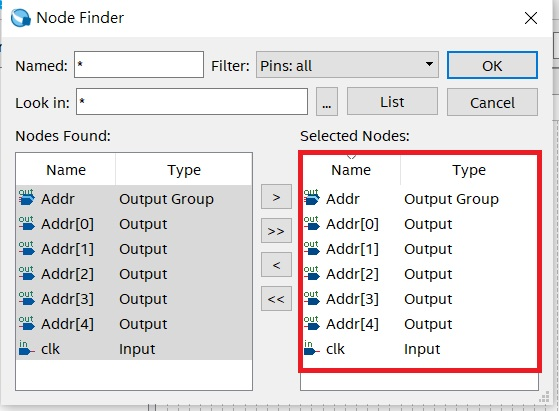 Node Finder
Named: * Filter: Pins: all OK
Look in: * ... List Cancel
Nodes Found: Selected Nodes:
Name Type Name Type
out Addr Output Group > out Addr Output Group
out Addr[0] Output out Addr[0] Output
out Addr[1] Output >> out Addr[1] Output
out Addr[2] Output < out Addr[2] Output
out Addr[3] Output << out Addr[3] Output
out Addr[4] Output out Addr[4] Output
in clk Input in clk Input